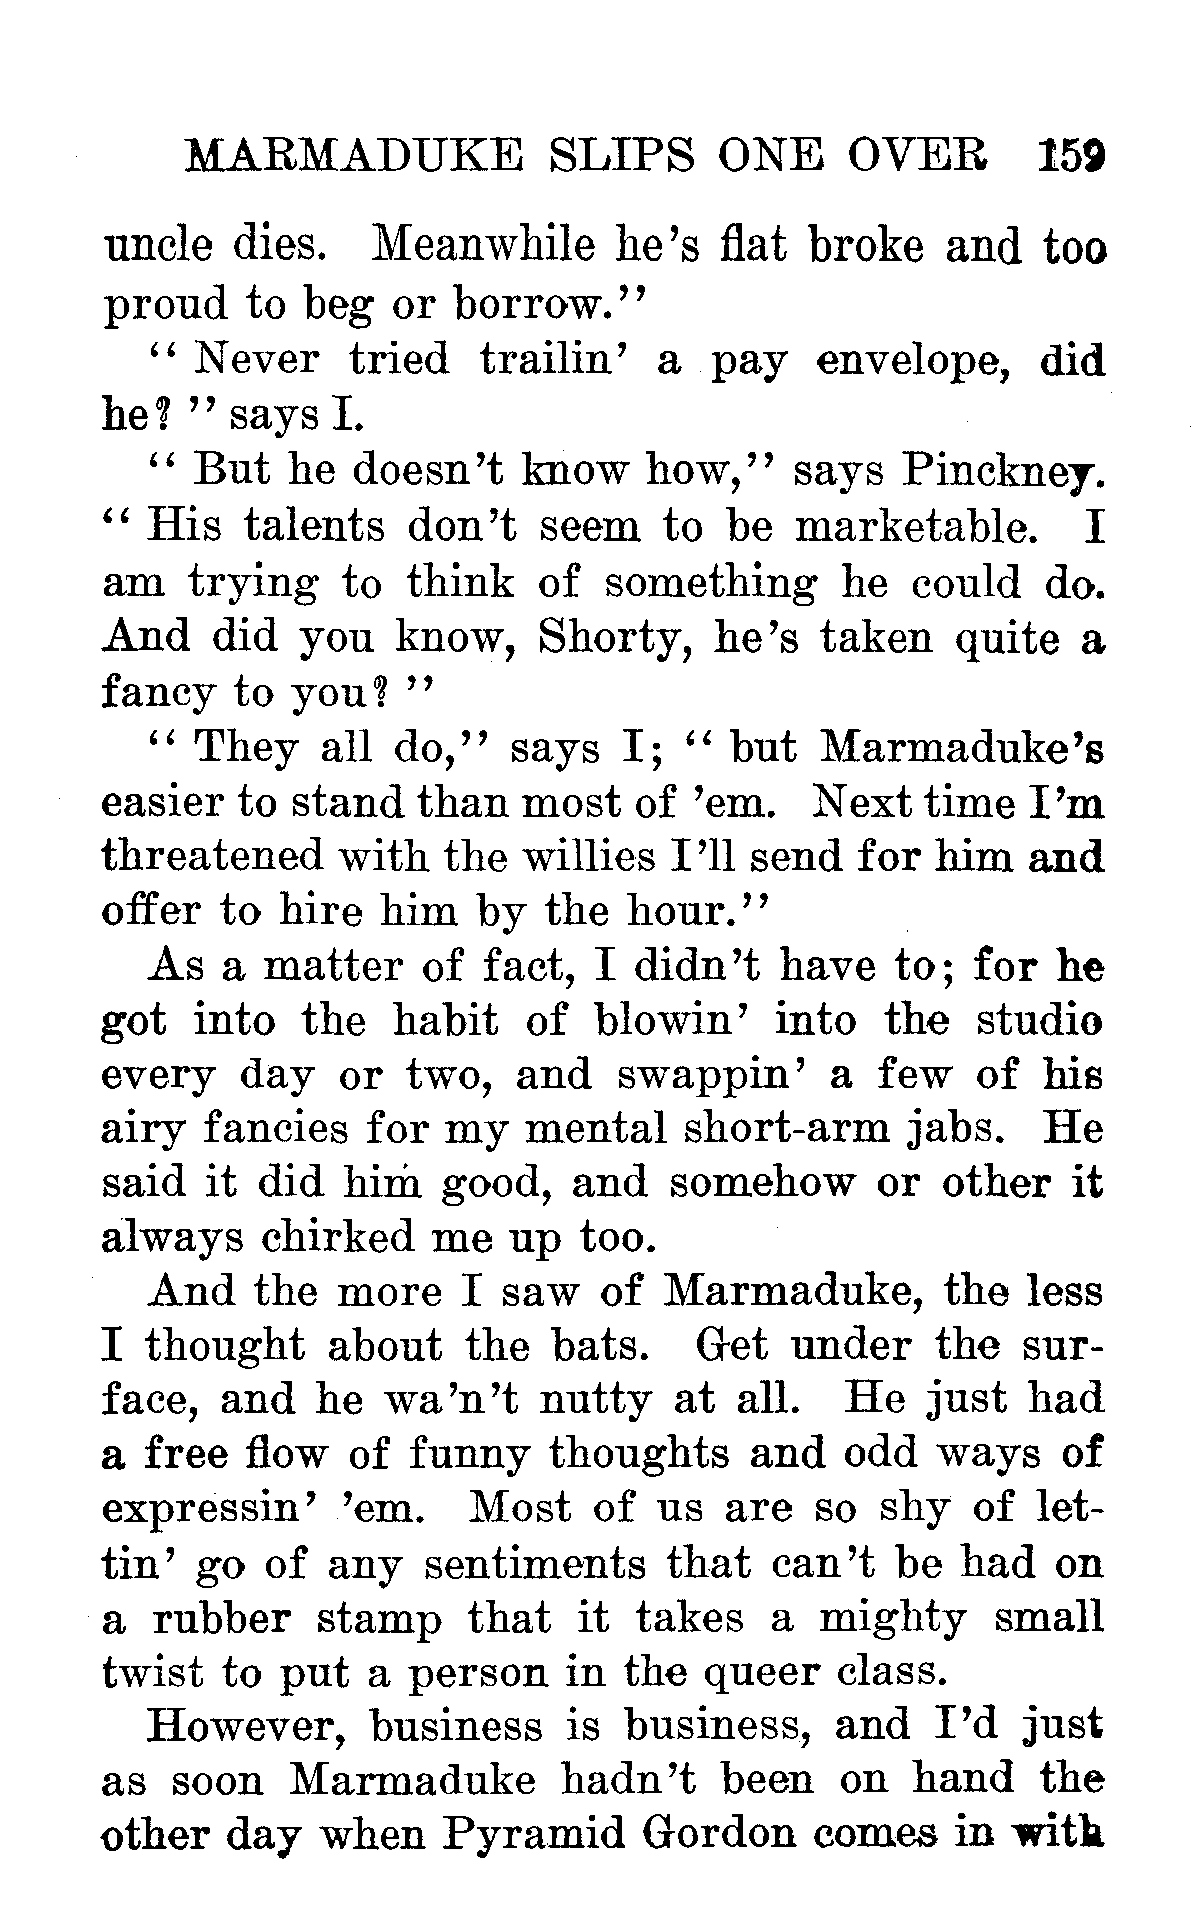 MARMADUKE SLIPS ONE OVER 159
uncle dies. Meanwhile he's flat broke and too
proud to beg or borrow."
" Never tried trailin' a pay envelope, did
he? " says I.
" But he doesn't know how," says Pinckney.
" His talents don't seem to be marketable. I
am trying to think of something he could do.
And did you know, Shorty, he's taken quite a
fancy to you? "
" They all do," says I; " but Marmaduke's
easier to stand than most of 'em. Next time I'm
threatened with the willies I'll send for him and
offer to hire him by the hour."
As a matter of fact, I didn't have to; for he
got into the habit of blowin' into the studio
every day or two, and swappin' a few of his
airy fancies for my mental short-arm jabs. He
said it did him good, and somehow or other it
always chirked me up too.
And the more I saw of Marmaduke, the less
I thought about the bats. Get under the sur-
face, and he wa'n't nutty at all. He just had
a free flow of funny thoughts and odd ways of
expressin' 'em. Most of us are so shy of let-
tin' go of any sentiments that can't be had on
a rubber stamp that it takes a mighty small
twist to put a person in the queer class.
However, business is business, and I'd just
as soon Marmaduke hadn't been on hand the
other day when Pyramid Gordon comes in with